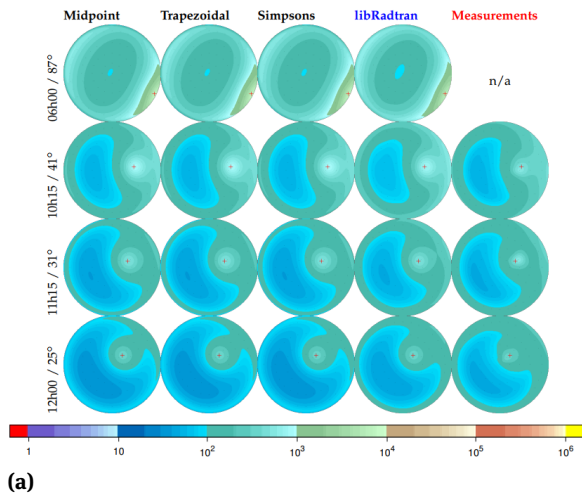 Midpoint Trapezoidal Simpsons libRadtran Measurements
06h00 / 87°
n/a
10h15 / 41°
11h15 / 31°
12h00 / 25°
1 10 10² 10³ 10⁴ 10⁵ 10⁶
(a)